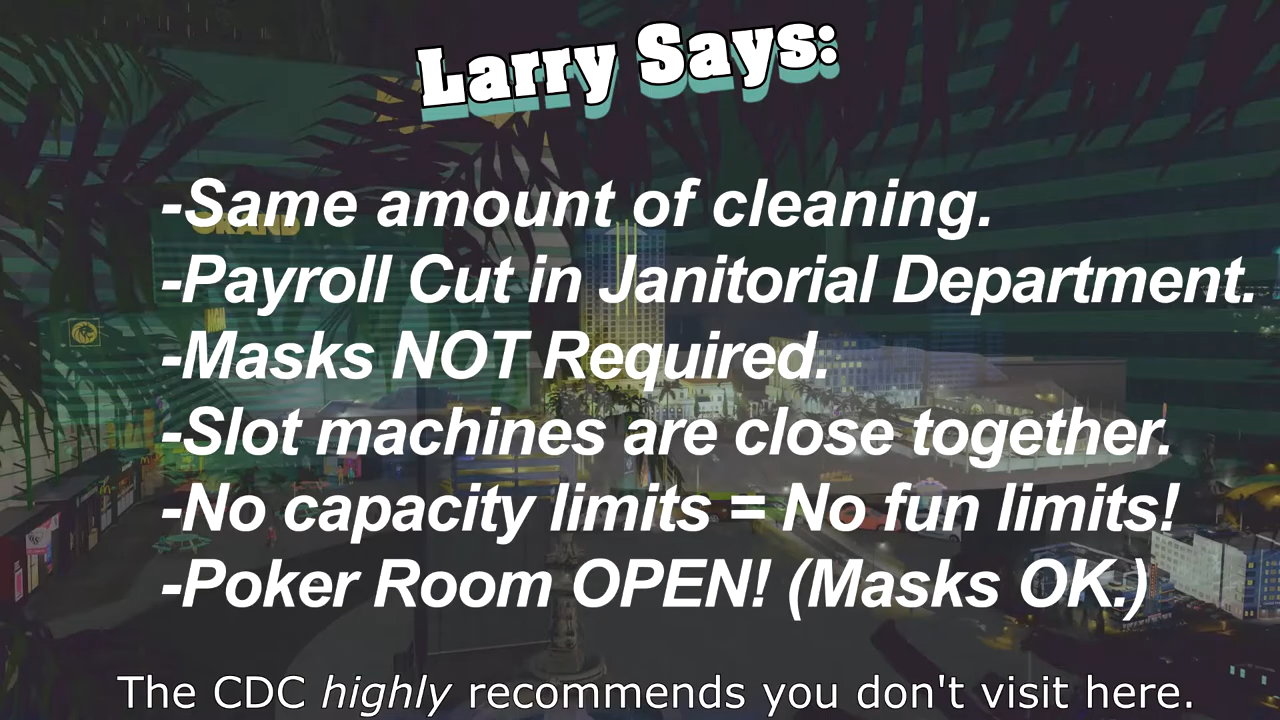 Larry Says:
-Same amount of cleaning.
GRAND
-Payroll Cut in Janitorial Department.
MGM
-Masks NOT Required.
-Slot machines are close together.
-No capacity limits = No fun limits!
-Poker Room OPEN! (Masks OK.)
The CDC highly recommends you don't visit here.